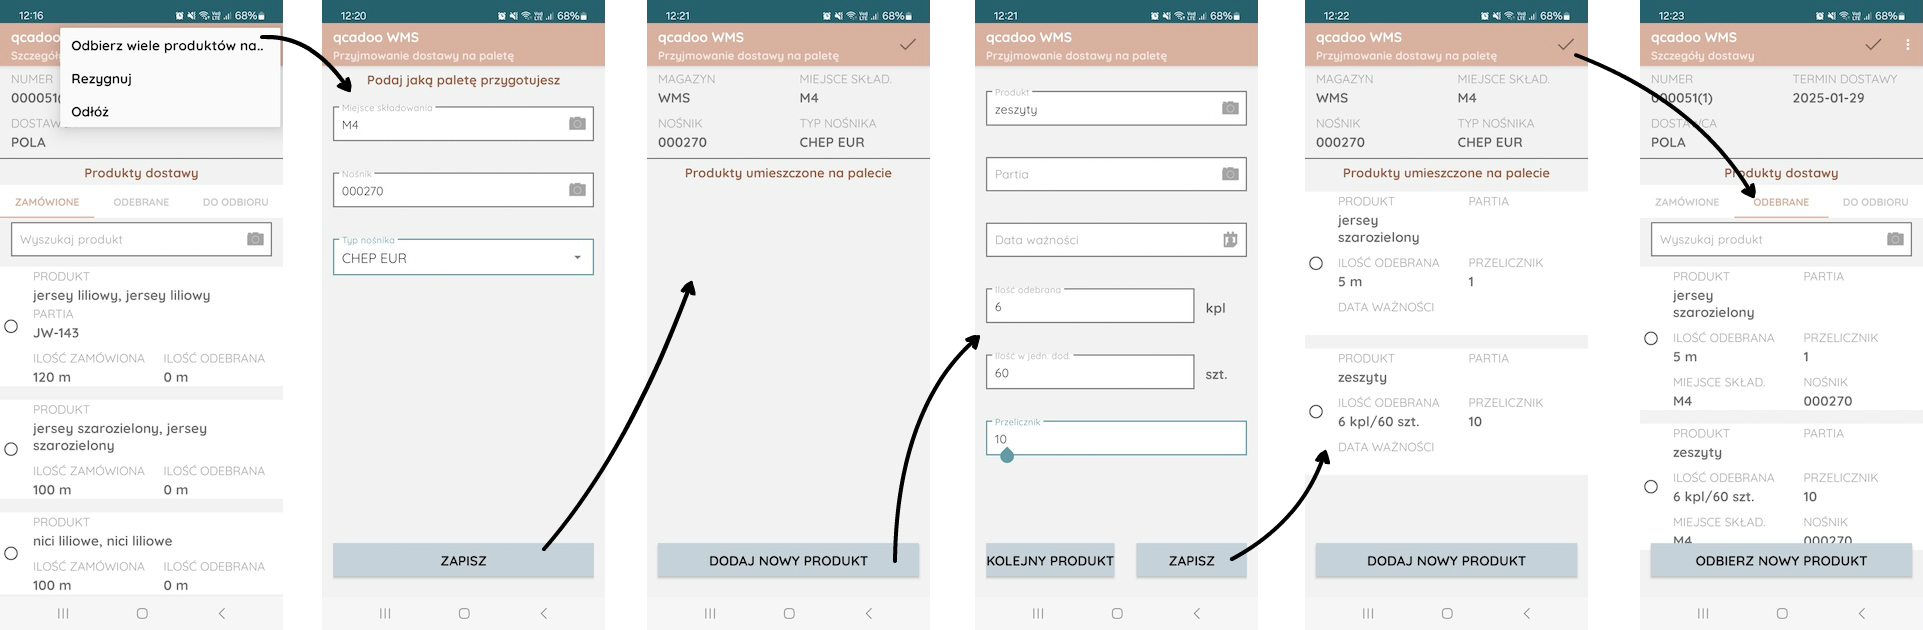 12:16
68%
qcadoo
Szczegóły
Odbierz wiele produktów na..
Rezygnuj
Odłóż
NUMER
000051(
DOSTAW
POLA
Produkty dostawy
ZAMÓWIONE
ODEBRANE
DO ODBIORU
Wyszukaj produkt
PRODUKT
jersey liliowy, jersey liliowy
PARTIA
JW-143
ILOŚĆ ZAMÓWIONA
ILOŚĆ ODEBRANA
120 m
0 m
PRODUKT
jersey szarozielony, jersey
szarozielony
ILOŚĆ ZAMÓWIONA
ILOŚĆ ODEBRANA
100 m
0 m
PRODUKT
nici liliowe, nici liliowe
ILOŚĆ ZAMÓWIONA
ILOŚĆ ODEBRANA
100 m
0 m
12:20
68%
qcadoo WMS
Przyjmowanie dostawy na paletę
Podaj jaką paletę przygotujesz
Miejsce składowania
M4
Nośnik
000270
Typ nośnika
CHEP EUR
ZAPISZ
12:21
68%
qcadoo WMS
Przyjmowanie dostawy na paletę
MAGAZYN
MIEJSCE SKŁAD.
WMS
M4
NOŚNIK
TYP NOŚNIKA
000270
CHEP EUR
Produkty umieszczone na palecie
DODAJ NOWY PRODUKT
12:21
68%
qcadoo WMS
Przyjmowanie dostawy na paletę
Produkt
zeszyty
Partia
Data ważności
Ilość odebrana
6
kpl
Ilość w jedn. dod.
60
szt.
Przelicznik
10
KOLEJNY PRODUKT
ZAPISZ
12:22
68%
qcadoo WMS
Przyjmowanie dostawy na paletę
MAGAZYN
MIEJSCE SKŁAD.
WMS
M4
NOŚNIK
TYP NOŚNIKA
000270
CHEP EUR
Produkty umieszczone na palecie
PRODUKT
PARTIA
jersey
szarozielony
ILOŚĆ ODEBRANA
PRZELICZNIK
5 m
1
DATA WAŻNOŚCI
PRODUKT
PARTIA
zeszyty
ILOŚĆ ODEBRANA
PRZELICZNIK
6 kpl/60 szt.
10
DATA WAŻNOŚCI
DODAJ NOWY PRODUKT
12:23
68%
qcadoo WMS
Szczegóły dostawy
NUMER
TERMIN DOSTAWY
000051(1)
2025-01-29
DOSTAWCA
POLA
Produkty dostawy
ZAMÓWIONE
ODEBRANE
DO ODBIORU
Wyszukaj produkt
PRODUKT
PARTIA
jersey
szarozielony
ILOŚĆ ODEBRANA
PRZELICZNIK
5 m
1
MIEJSCE SKŁAD.
NOŚNIK
M4
000270
PRODUKT
PARTIA
zeszyty
ILOŚĆ ODEBRANA
PRZELICZNIK
6 kpl/60 szt.
10
MIEJSCE SKŁAD.
NOŚNIK
M4
000270
ODBIERZ NOWY PRODUKT